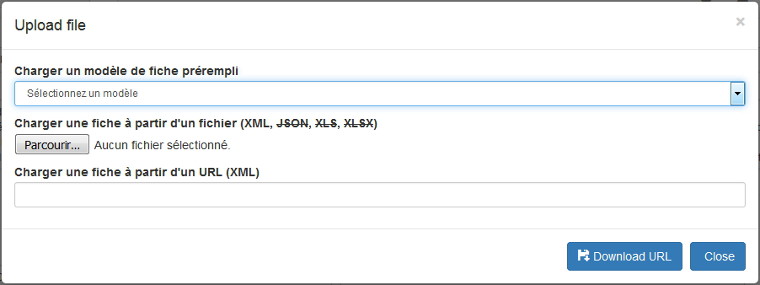 Upload file
×
Charger un modèle de fiche prérempli
Sélectionnez un modèle
Charger une fiche à partir d'un fichier (XML, JSON, XLS, XLSX)
Parcourir... Aucun fichier sélectionné.
Charger une fiche à partir d'un URL (XML)
Download URL Close